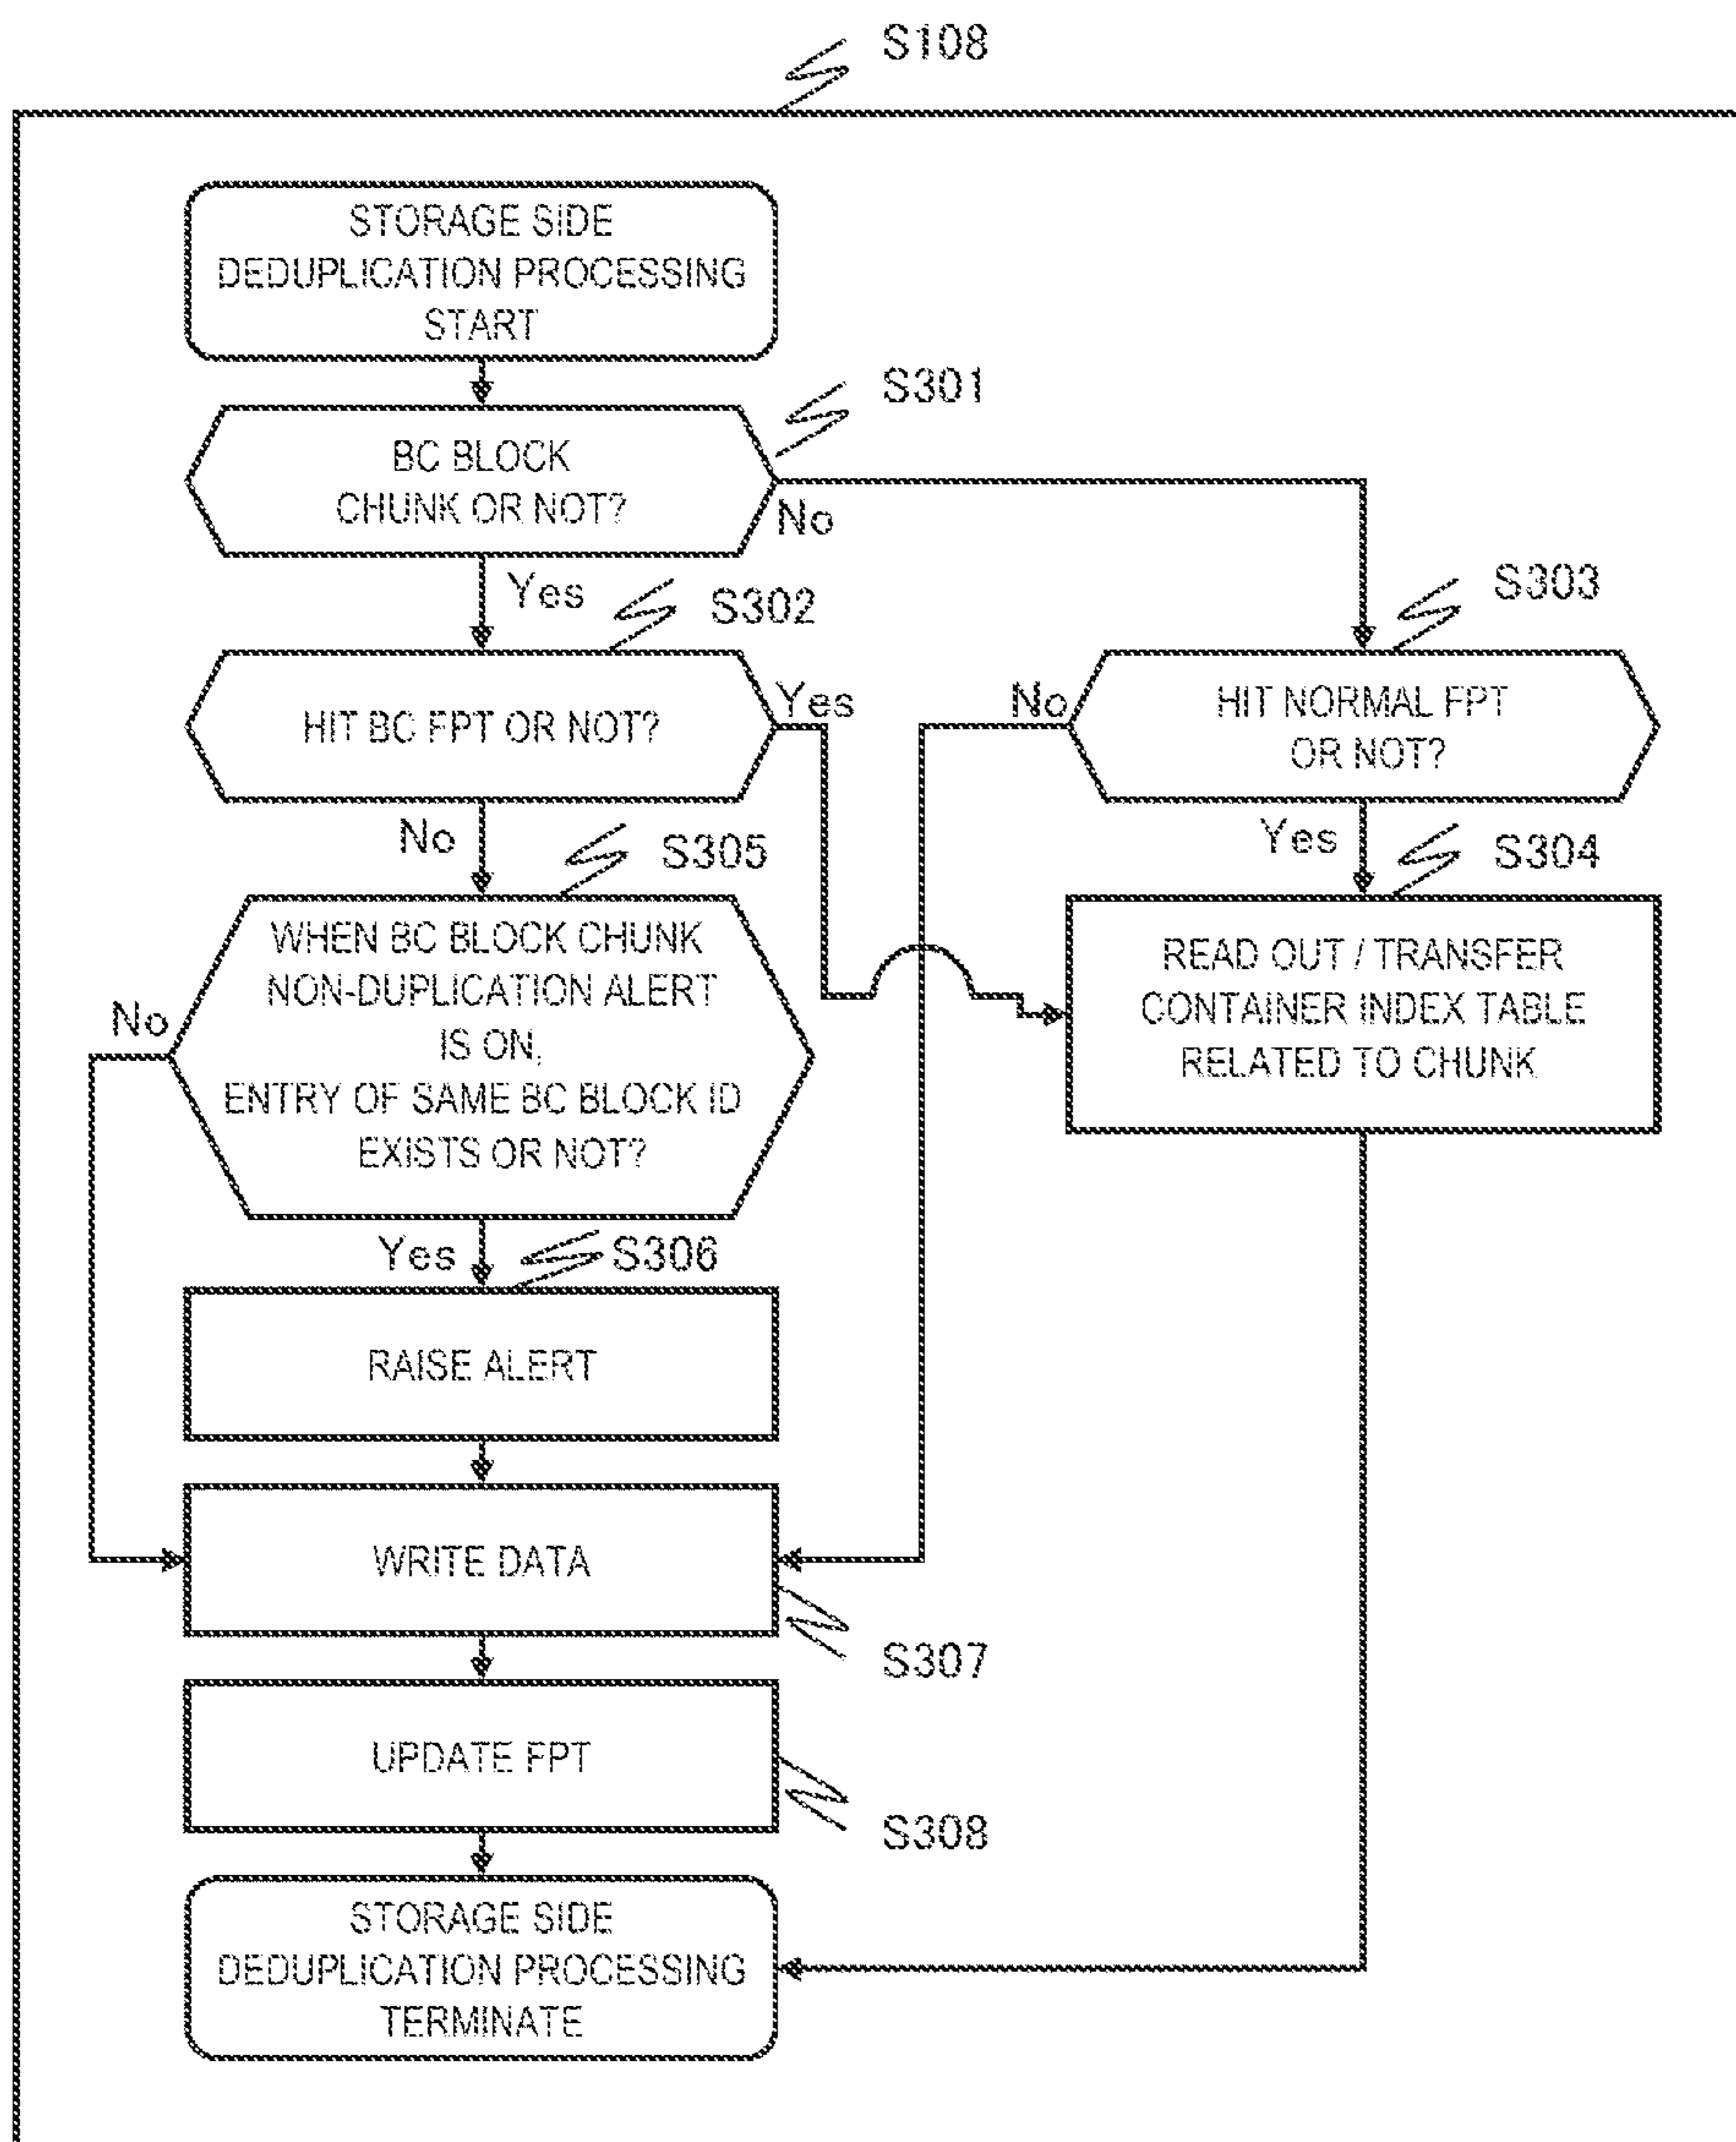 S108
STORAGE SIDE
DEDUPLICATION PROCESSING
START
S301
BC BLOCK
CHUNK OR NOT?
No
Yes
S302
S303
HIT BC FPT OR NOT?
Yes
No
HIT NORMAL FPT
OR NOT?
No
S305
Yes
S304
WHEN BC BLOCK CHUNK
NON-DUPLICATION ALERT
IS ON,
ENTRY OF SAME BC BLOCK ID
EXISTS OR NOT?
No
READ OUT / TRANSFER
CONTAINER INDEX TABLE
RELATED TO CHUNK
Yes
S306
RAISE ALERT
WRITE DATA
S307
UPDATE FPT
S308
STORAGE SIDE
DEDUPLICATION PROCESSING
TERMINATE